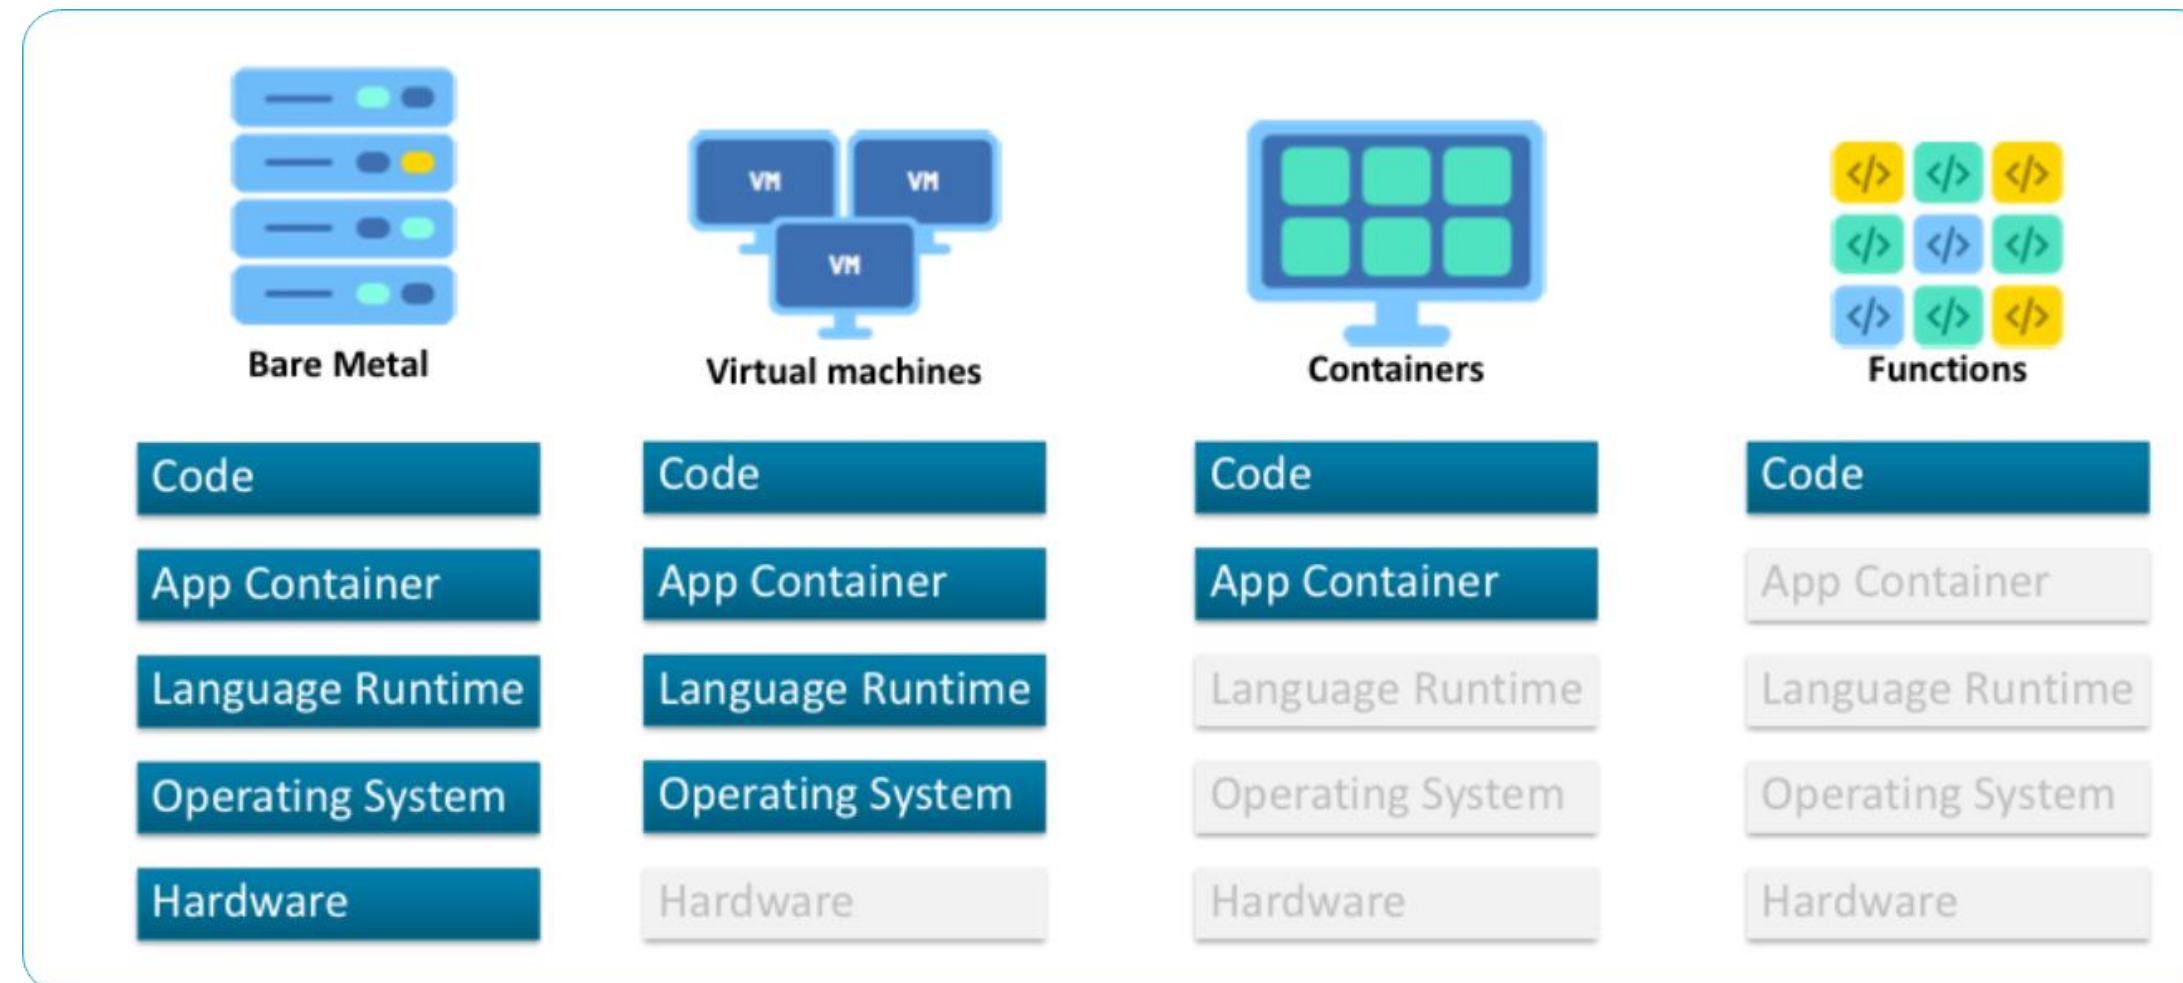 VM
VM
VM
</>
</>
</>
</>
</>
</>
</>
</>
</>
Bare Metal
Virtual machines
Containers
Functions
Code
Code
Code
Code
App Container
App Container
App Container
App Container
Language Runtime
Language Runtime
Language Runtime
Language Runtime
Operating System
Operating System
Operating System
Operating System
Hardware
Hardware
Hardware
Hardware